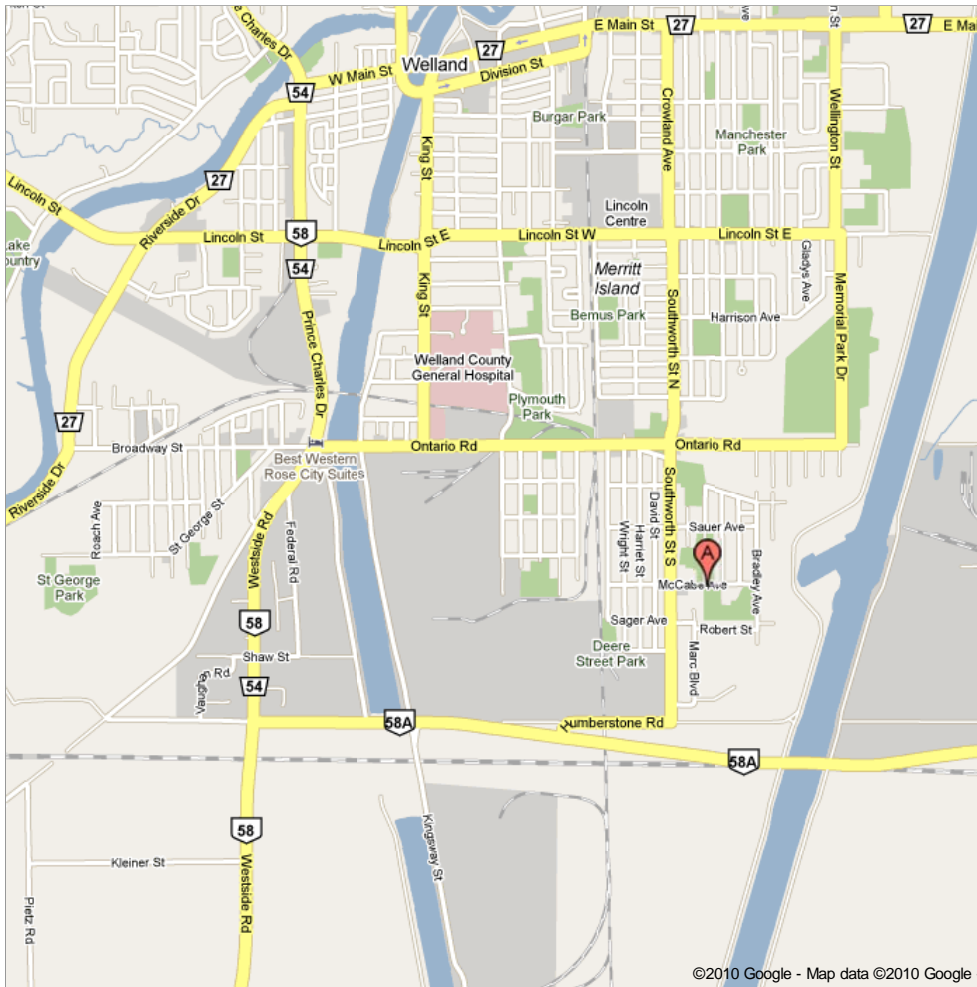 E Main St
27
27
E Mai
e Charles Dr
27
Welland
W Main St
Division St
54
Burgar Park
Crowland Ave
Manchester
Park
Wellington St
n St
King St
27
Lincoln St
Riverside Dr
Lincoln
Centre
Lincoln St
58
Lincoln St E
Lincoln St W
Lincoln St E
Lake
ountry
54
Merritt
Island
Gladys Ave
King St
Bemus Park
Harrison Ave
Prince Charles Dr
Southworth St N
Memorial Park Dr
Welland County
General Hospital
Plymouth
Park
27
Broadway St
Ontario Rd
Ontario Rd
Best Western
Rose City Suites
Riverside Dr
Roach Ave
St George St
Westside Rd
Federal Rd
David St
Harriet St
Wright St
Southworth St S
Sauer Ave
A
McCabe Ave
Bradley Ave
St George
Park
58
Sager Ave
Robert St
Shaw St
Deere
Street Park
Marc Blvd
Vaughan Rd
54
58A
Humberstone Rd
58A
58
Kingsway St
Kleiner St
Westside Rd
Pietz Rd
©2010 Google - Map data ©2010 Google